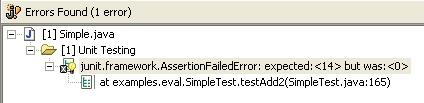 Errors Found (1 error)
[1] Simple.java
[1] Unit Testing
junit.framework.AssertionFailedError: expected:<14> but was:<0>
at examples.eval.SimpleTest.testAdd2(SimpleTest.java:165)